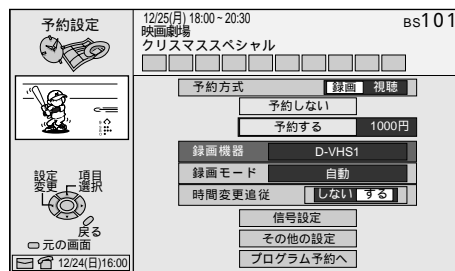 予約設定
12/25(月) 18:00~20:30
映画劇場
クリスマススペシャル
BS101
予約方式 録画 視聴
予約しない
予約する 1000円
録画機器 D-VHS1
録画モード 自動
時間変更追従 しない する
信号設定
その他の設定
プログラム予約へ
設定変更 項目選択
戻る
元の画面
12/24(日)16:00